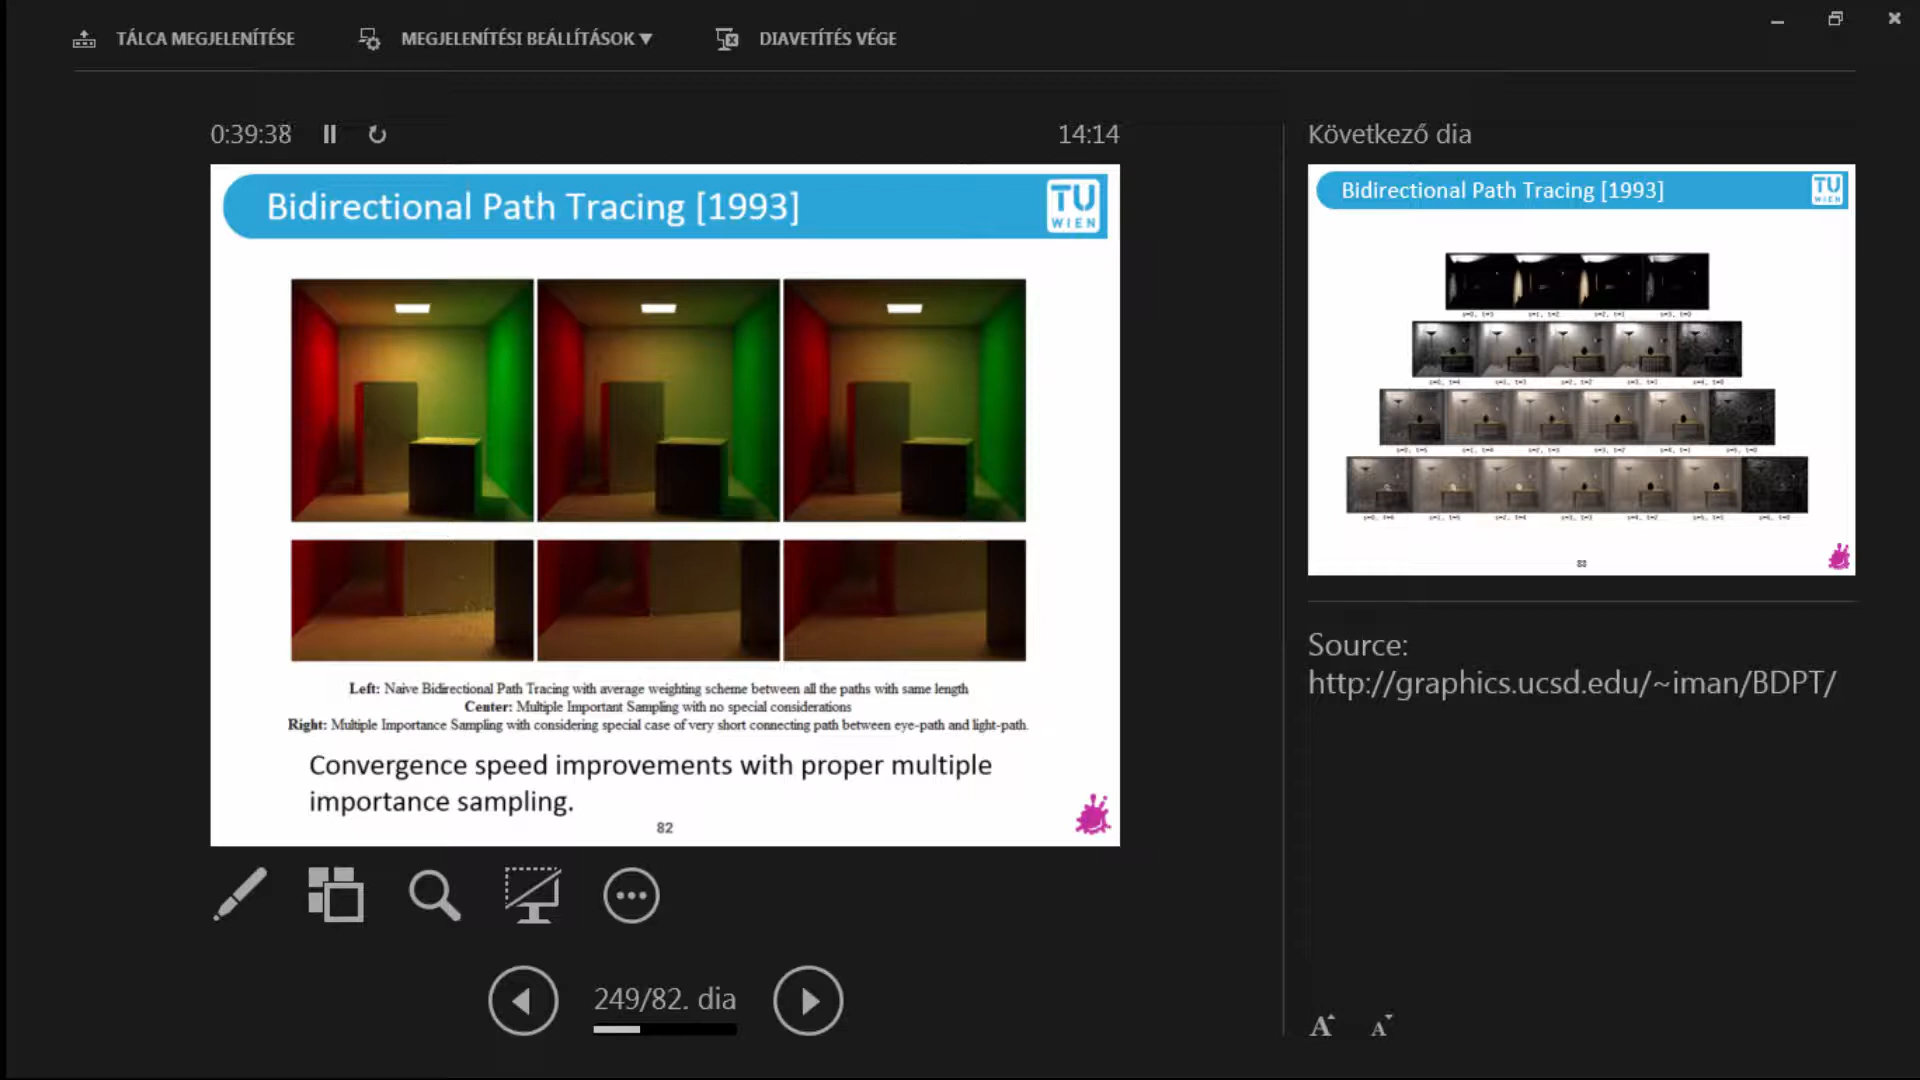 TÁLCA MEGJELENÍTÉSE
MEGJELENÍTÉSI BEÁLLÍTÁSOK
DIAVETÍTÉS VÉGE
0:39:38
14:14
Bidirectional Path Tracing [1993]
TU
WIEN
Left: Naive Bidirectional Path Tracing with average weighting scheme between all the paths with same length
Center: Multiple Important Sampling with no special considerations
Right: Multiple Importance Sampling with considering special case of very short connecting path between eye-path and light-path.
Convergence speed improvements with proper multiple
importance sampling.
82
249/82. dia
Következő dia
Bidirectional Path Tracing [1993]
TU
WIEN
Source:
http://graphics.ucsd.edu/~iman/BDPT/
A A